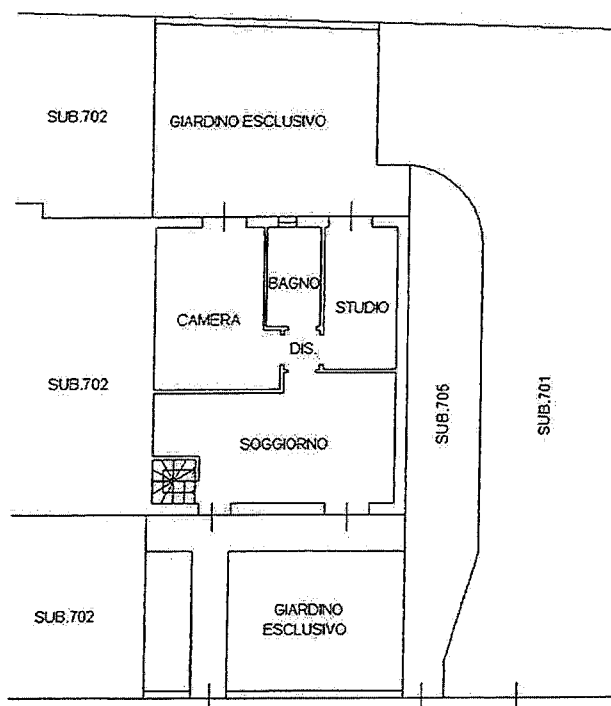 SUB.702
GIARDINO ESCLUSIVO
BAGNO
CAMERA
STUDIO
DIS.
SUB.702
SUB.705
SUB.701
SOGGIORNO
SUB.702
GIARDINO
ESCLUSIVO